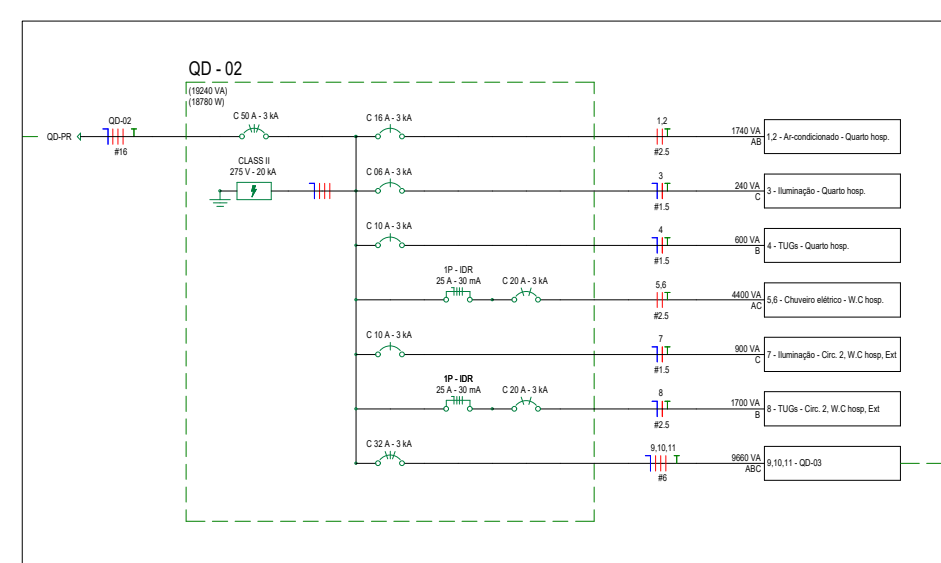 QD - 02
(19240 VA)
(18780 W)
QD-PR
QD-02
#16
C 50 A - 3 kA
CLASS II
275 V - 20 kA
C 16 A - 3 kA
1,2
#2.5
1740 VA
AB
1,2 - Ar-condicionado - Quarto hosp.
C 06 A - 3 kA
3
#1.5
240 VA
C
3 - Iluminação - Quarto hosp.
C 10 A - 3 kA
4
#1.5
600 VA
B
4 - TUGs - Quarto hosp.
1P - IDR
25 A - 30 mA
C 20 A - 3 kA
5,6
#2.5
4400 VA
AC
5,6 - Chuveiro elétrico - W.C hosp.
C 10 A - 3 kA
7
#1.5
900 VA
C
7 - Iluminação - Circ. 2, W.C hosp, Ext
1P - IDR
25 A - 30 mA
C 20 A - 3 kA
8
#2.5
1700 VA
B
8 - TUGs - Circ. 2, W.C hosp, Ext
C 32 A - 3 kA
9,10,11
#6
9660 VA
ABC
9,10,11 - QD-03